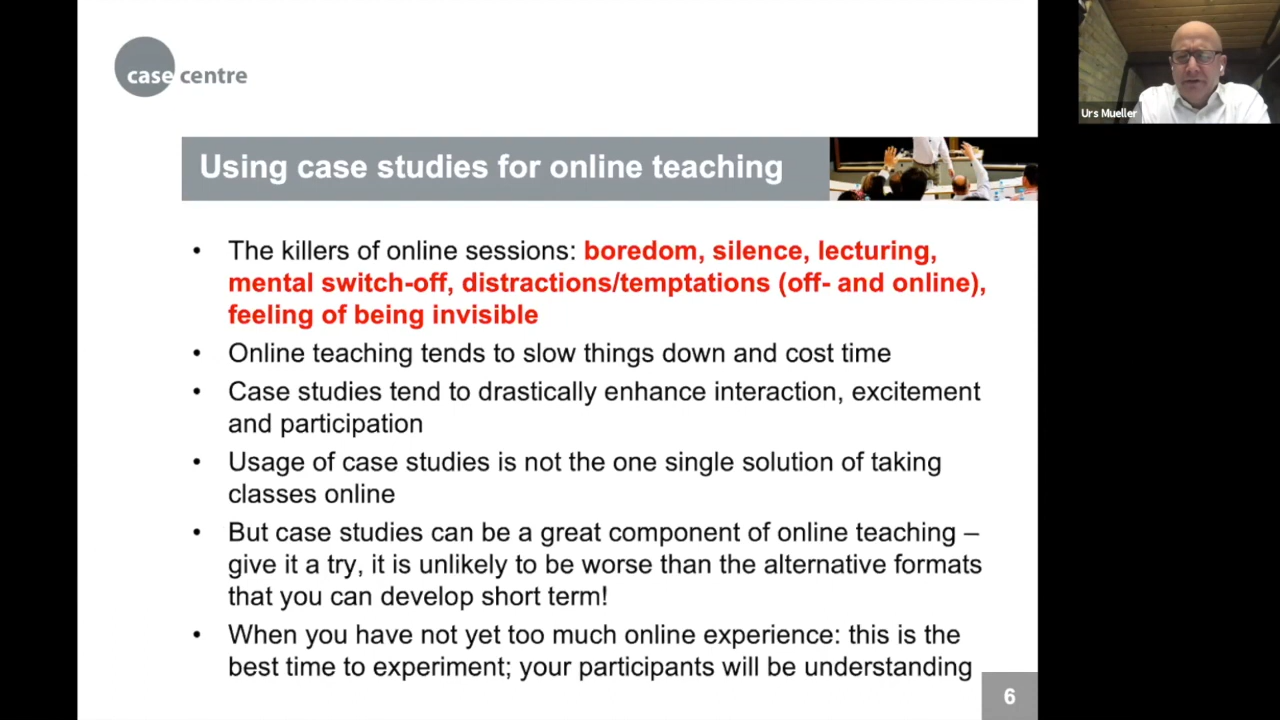 case centre
Urs Mueller
Using case studies for online teaching
• The killers of online sessions: boredom, silence, lecturing,
mental switch-off, distractions/temptations (off- and online),
feeling of being invisible
• Online teaching tends to slow things down and cost time
• Case studies tend to drastically enhance interaction, excitement
and participation
• Usage of case studies is not the one single solution of taking
classes online
• But case studies can be a great component of online teaching –
give it a try, it is unlikely to be worse than the alternative formats
that you can develop short term!
• When you have not yet too much online experience: this is the
best time to experiment; your participants will be understanding
6